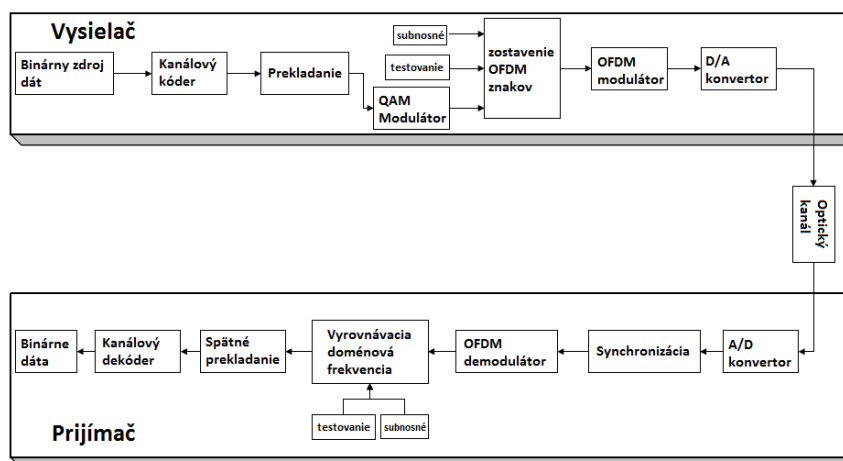 Vysielač
Binárny zdroj
dát
Kanálový
kóder
Prekladanie
QAM
Modulátor
subnosné
testovanie
zostavenie
OFDM
znakov
OFDM
modulátor
D/A
konvertor
Optický
kanál
A/D
konvertor
Synchronizácia
OFDM
demodulátor
Vyrovnávacia
doménová
frekvencia
testovanie
subnosné
Spätné
prekladanie
Kanálový
dekóder
Binárne
dáta
Prijímač